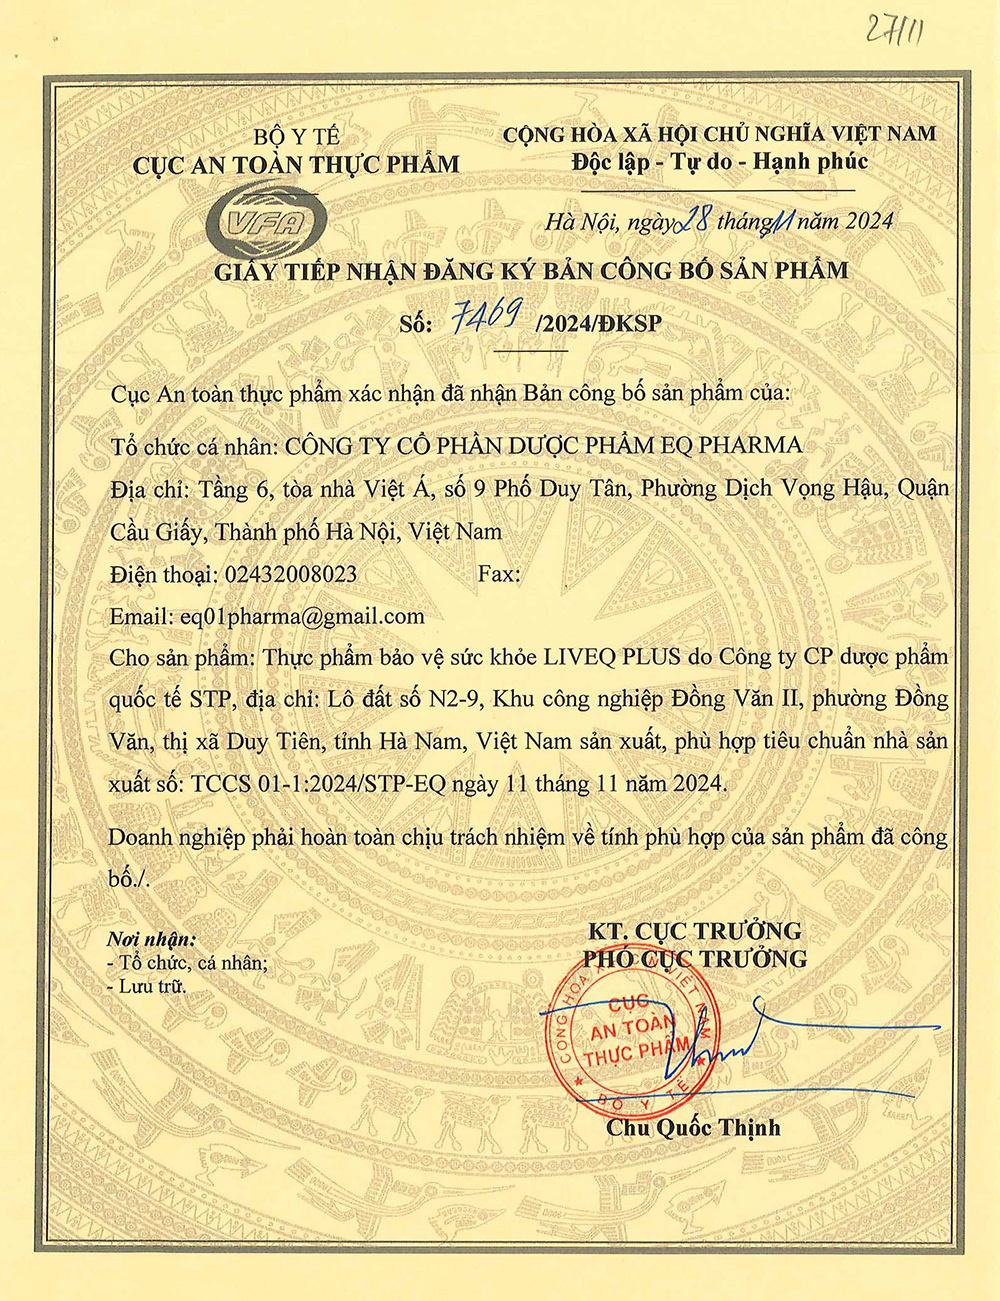 27/11
BỘ Y TẾ
CỤC AN TOÀN THỰC PHẨM
CỘNG HÒA XÃ HỘI CHỦ NGHĨA VIỆT NAM
Độc lập - Tự do - Hạnh phúc
VFA
Hà Nội, ngày 28 tháng 11 năm 2024
GIẤY TIẾP NHẬN ĐĂNG KÝ BẢN CÔNG BỐ SẢN PHẨM
Số: 7469 /2024/ĐKSP
Cục An toàn thực phẩm xác nhận đã nhận Bản công bố sản phẩm của:
Tổ chức cá nhân: CÔNG TY CỔ PHẦN DƯỢC PHẨM EQ PHARMA
Địa chỉ: Tầng 6, tòa nhà Việt Á, số 9 Phố Duy Tân, Phường Dịch Vọng Hậu, Quận
Cầu Giấy, Thành phố Hà Nội, Việt Nam
Điện thoại: 02432008023 Fax:
Email: eq01pharma@gmail.com
Cho sản phẩm: Thực phẩm bảo vệ sức khỏe LIVEQ PLUS do Công ty CP dược phẩm
quốc tế STP, địa chỉ: Lô đất số N2-9, Khu công nghiệp Đồng Văn II, phường Đồng
Văn, thị xã Duy Tiên, tỉnh Hà Nam, Việt Nam sản xuất, phù hợp tiêu chuẩn nhà sản
xuất số: TCCS 01-1:2024/STP-EQ ngày 11 tháng 11 năm 2024.
Doanh nghiệp phải hoàn toàn chịu trách nhiệm về tính phù hợp của sản phẩm đã công
bố./.
Nơi nhận:
- Tổ chức, cá nhân;
- Lưu trữ.
KT. CỤC TRƯỞNG
PHÓ CỤC TRƯỞNG
CỘNG HÒA VIỆT NAM
CỤC
AN TOÀN
THỰC PHẨM
BỘ Y TẾ
Chu Quốc Thịnh